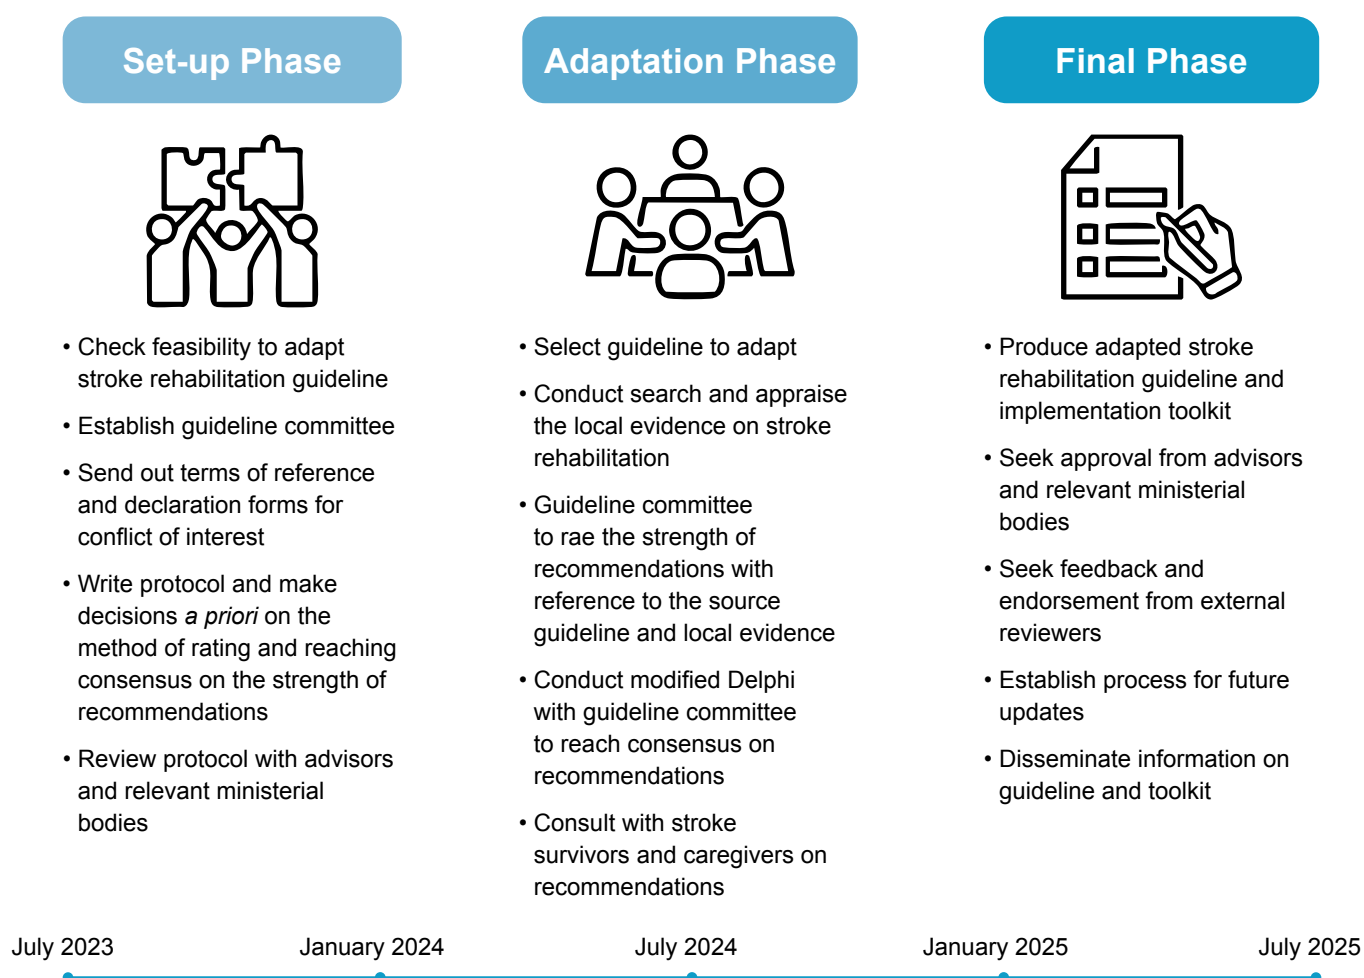 Set-up Phase
• Check feasibility to adapt
stroke rehabilitation guideline
• Establish guideline committee
• Send out terms of reference
and declaration forms for
conflict of interest
• Write protocol and make
decisions a priori on the
method of rating and reaching
consensus on the strength of
recommendations
• Review protocol with advisors
and relevant ministerial
bodies
Adaptation Phase
• Select guideline to adapt
• Conduct search and appraise
the local evidence on stroke
rehabilitation
• Guideline committee
to rae the strength of
recommendations with
reference to the source
guideline and local evidence
• Conduct modified Delphi
with guideline committee
to reach consensus on
recommendations
• Consult with stroke
survivors and caregivers on
recommendations
Final Phase
• Produce adapted stroke
rehabilitation guideline and
implementation toolkit
• Seek approval from advisors
and relevant ministerial
bodies
• Seek feedback and
endorsement from external
reviewers
• Establish process for future
updates
• Disseminate information on
guideline and toolkit
July 2023
January 2024
July 2024
January 2025
July 2025